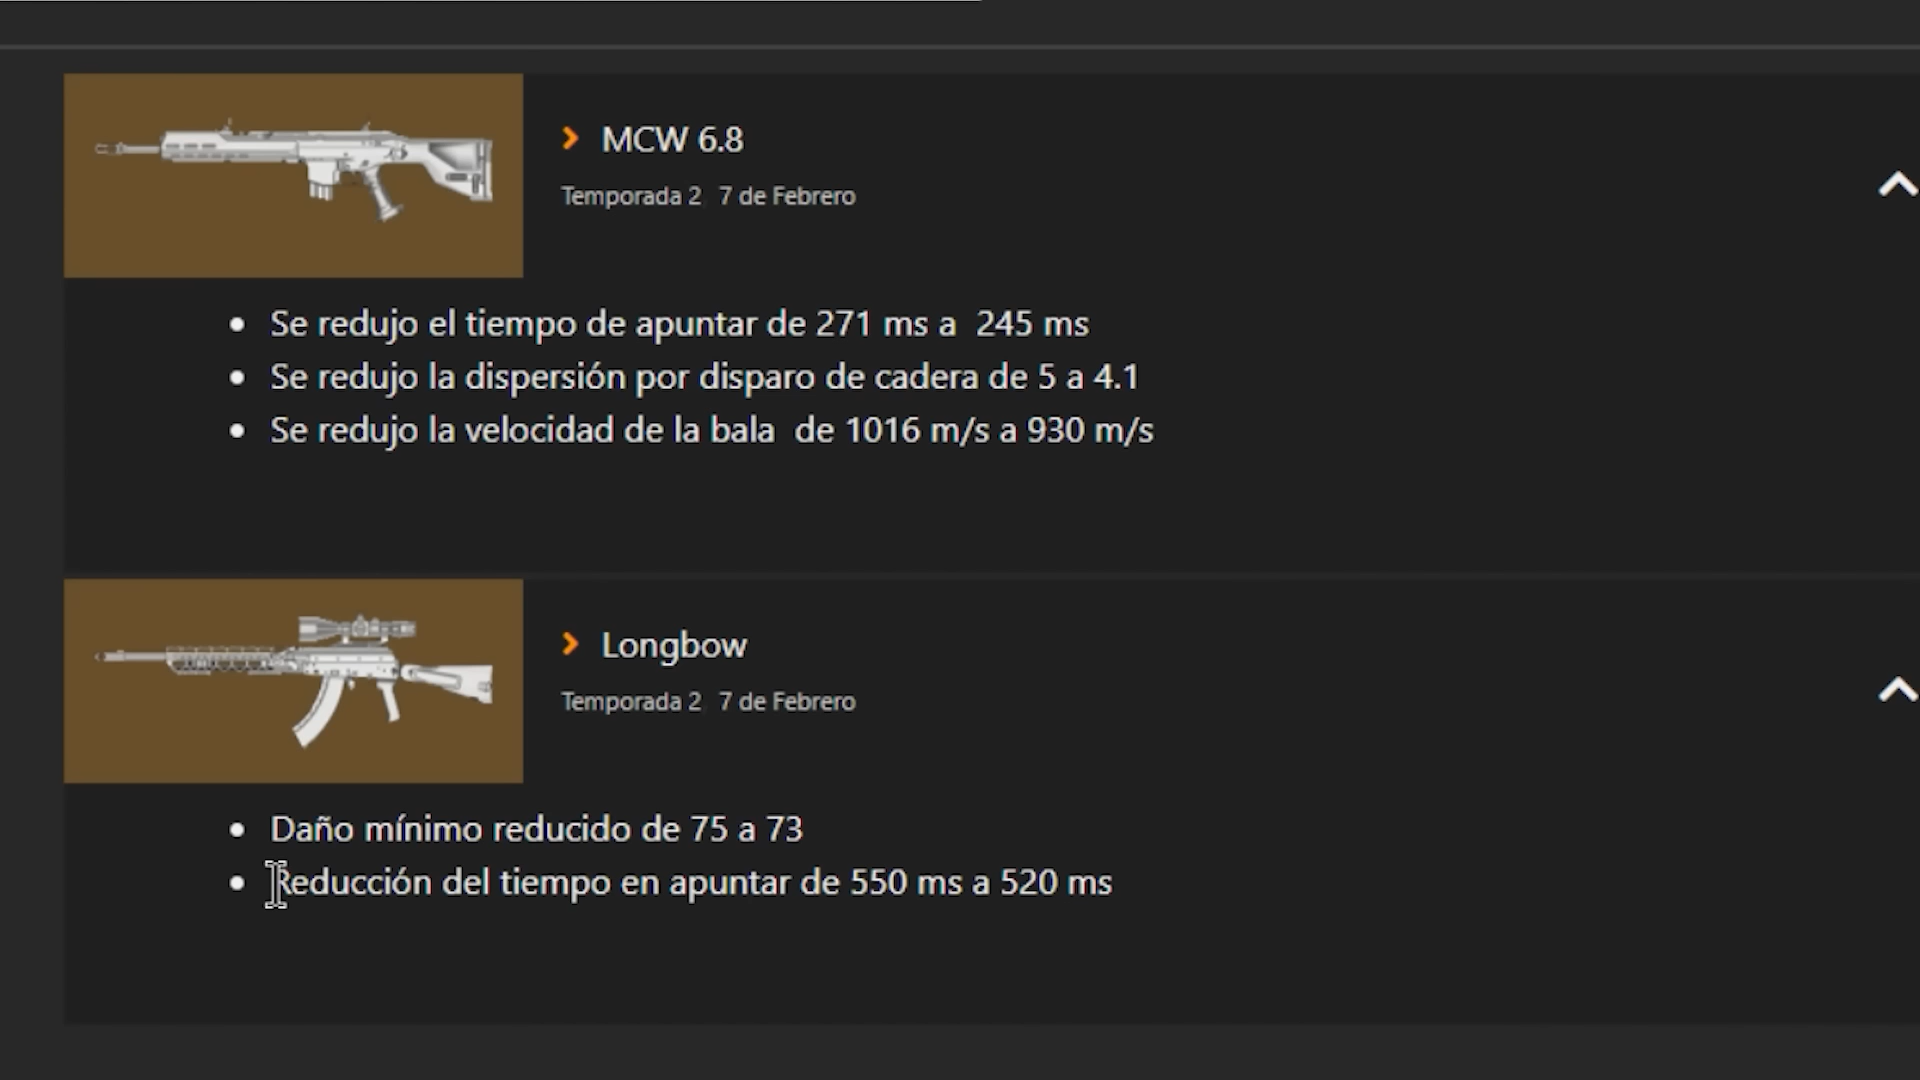 MCW 6.8
Temporada 2 7 de Febrero
Se redujo el tiempo de apuntar de 271 ms a 245 ms
Se redujo la dispersión por disparo de cadera de 5 a 4.1
Se redujo la velocidad de la bala de 1016 m/s a 930 m/s
Longbow
Temporada 2 7 de Febrero
Daño mínimo reducido de 75 a 73
Reducción del tiempo en apuntar de 550 ms a 520 ms